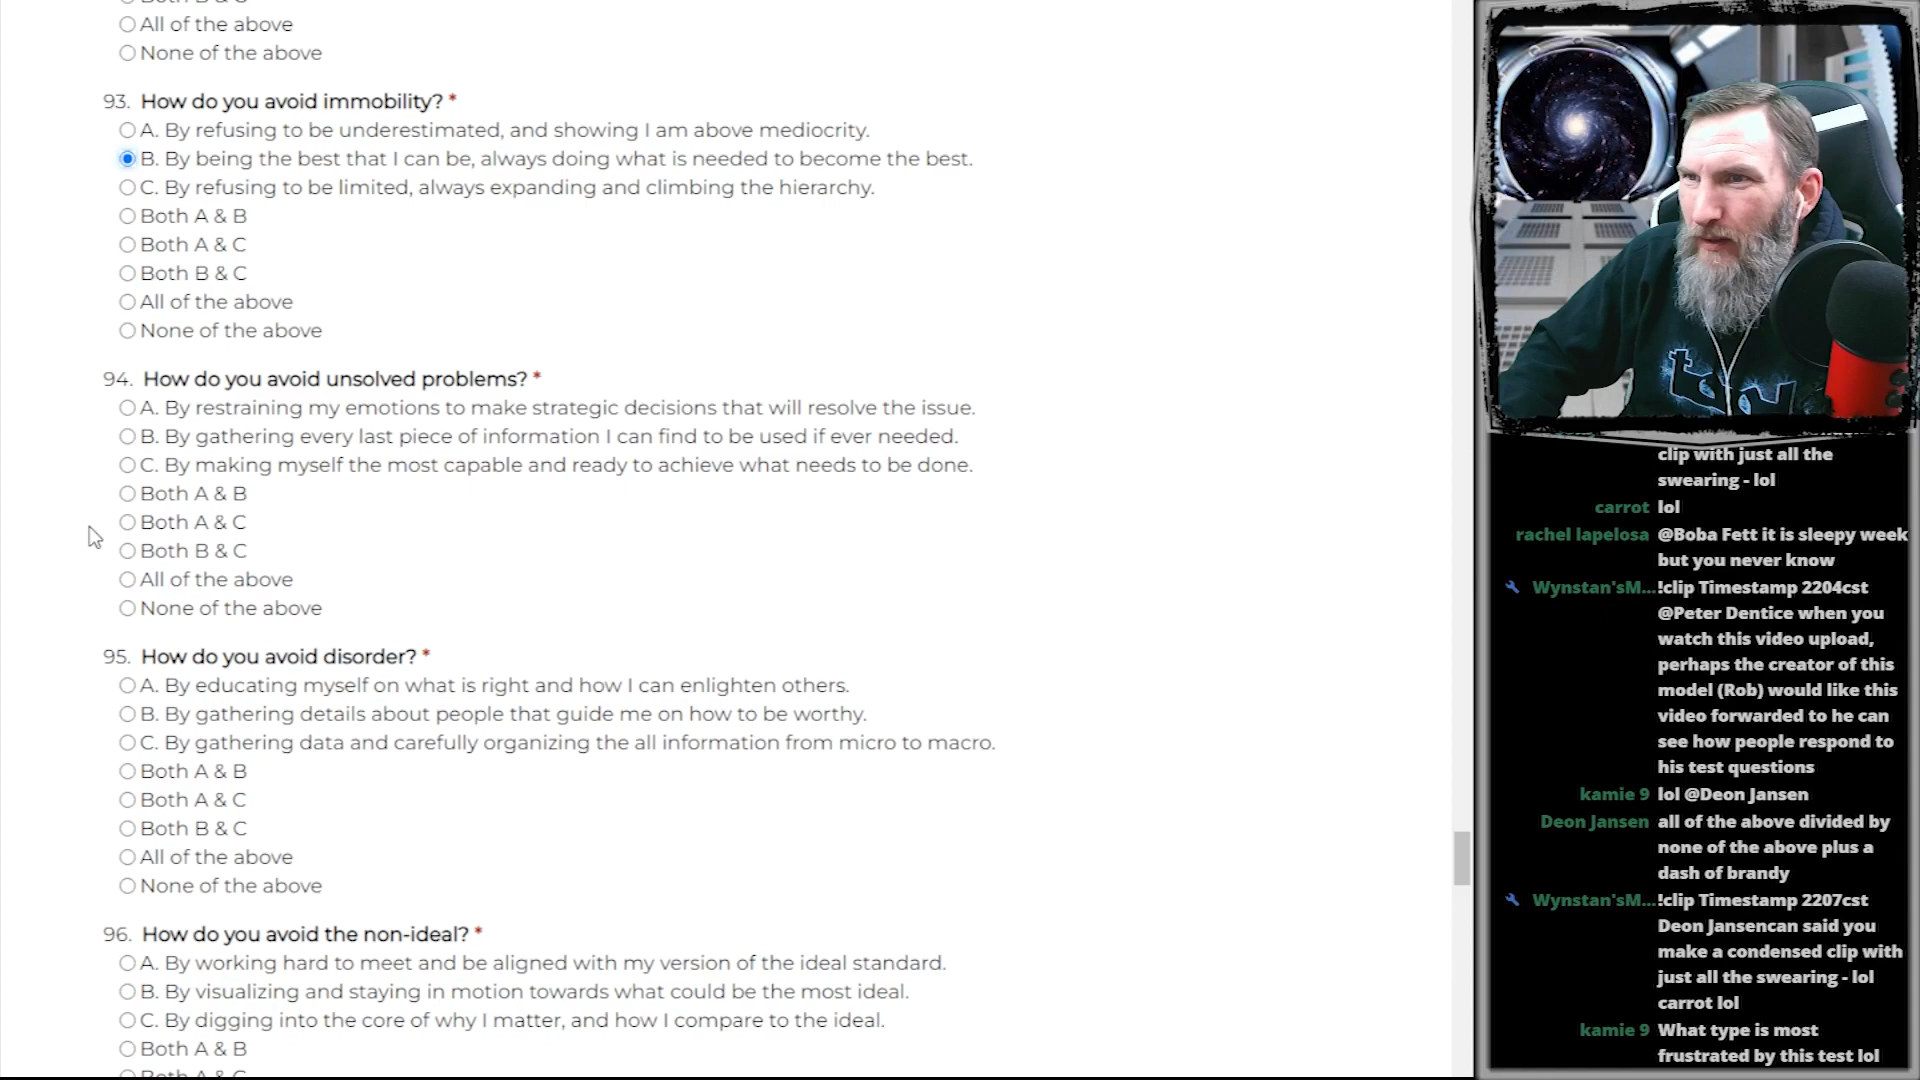 All of the above
None of the above
93. How do you avoid immobility? *
A. By refusing to be underestimated, and showing I am above mediocrity.
B. By being the best that I can be, always doing what is needed to become the best.
C. By refusing to be limited, always expanding and climbing the hierarchy.
Both A & B
Both A & C
Both B & C
All of the above
None of the above
94. How do you avoid unsolved problems? *
A. By restraining my emotions to make strategic decisions that will resolve the issue.
B. By gathering every last piece of information I can find to be used if ever needed.
C. By making myself the most capable and ready to achieve what needs to be done.
Both A & B
Both A & C
Both B & C
All of the above
None of the above
95. How do you avoid disorder? *
A. By educating myself on what is right and how I can enlighten others.
B. By gathering details about people that guide me on how to be worthy.
C. By gathering data and carefully organizing the all information from micro to macro.
Both A & B
Both A & C
Both B & C
All of the above
None of the above
96. How do you avoid the non-ideal? *
A. By working hard to meet and be aligned with my version of the ideal standard.
B. By visualizing and staying in motion towards what could be the most ideal.
C. By digging into the core of why I matter, and how I compare to the ideal.
Both A & B
clip with just all the
swearing - lol
carrot lol
rachel lapelosa @Boba Fett it is sleepy week
but you never know
Wynstan'sM... !clip Timestamp 2204cst
@Peter Dentice when you
watch this video upload,
perhaps the creator of this
model (Rob) would like this
video forwarded to he can
see how people respond to
his test questions
kamie 9 lol @Deon Jansen
Deon Jansen all of the above divided by
none of the above plus a
dash of brandy
Wynstan'sM... !clip Timestamp 2207cst
Deon Jansencan said you
make a condensed clip with
just all the swearing - lol
carrot lol
kamie 9 What type is most
frustrated by this test lol